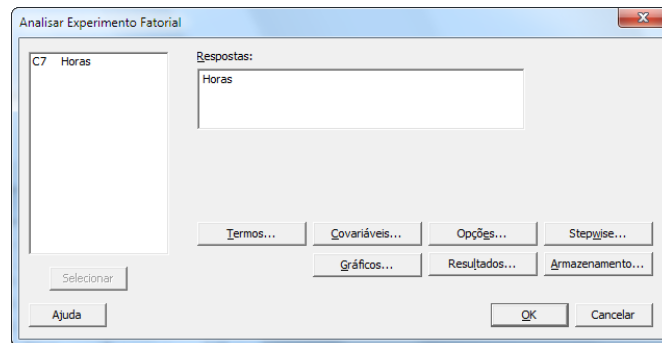 Analisar Experimento Fatorial
C7 Horas
Respostas:
Horas
Termos... Covariáveis... Opções... Stepwise...
Selecionar Gráficos... Resultados... Armazenamento...
Ajuda OK Cancelar